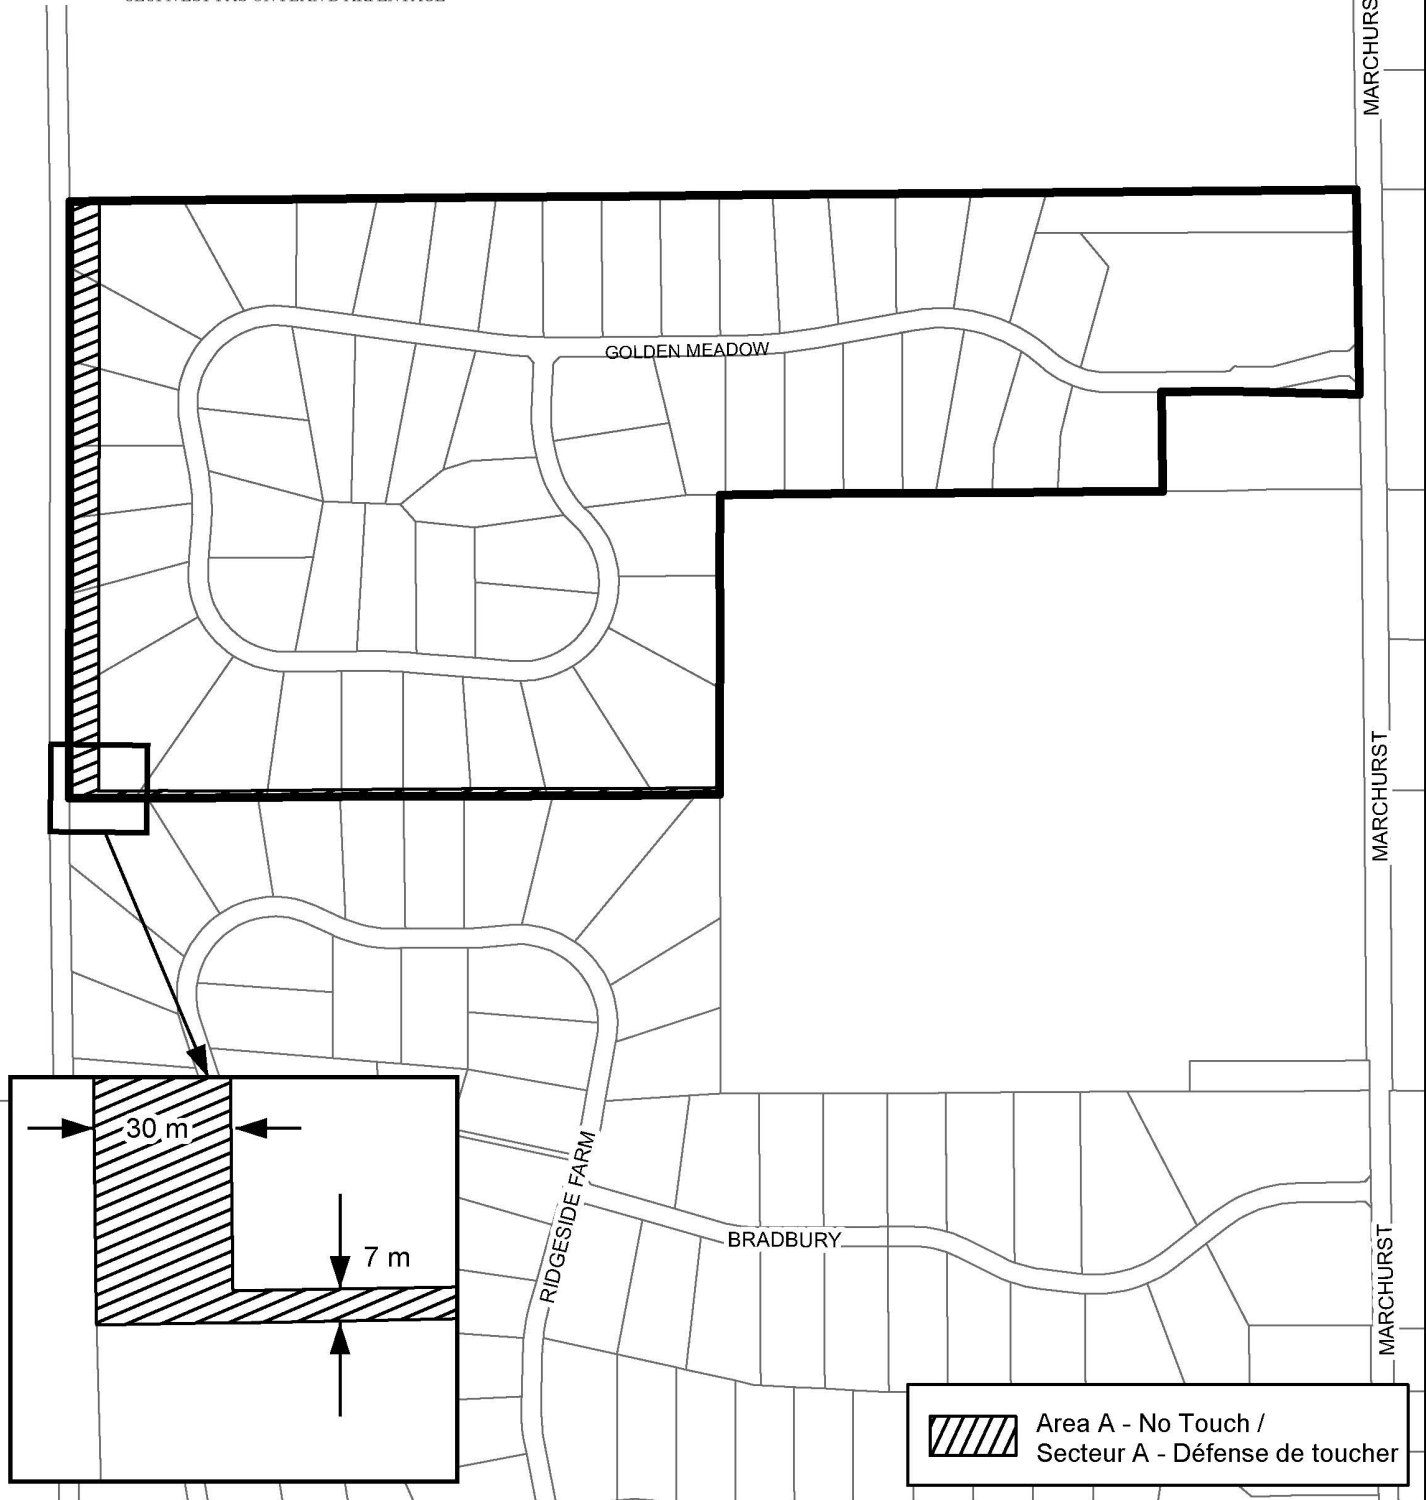 MARCHURS
GOLDEN MEADOW
MARCHURST
30 m
7 m
RIDGESIDE FARM
BRADBURY
MARCHURST
Area A - No Touch /
Secteur A - Défense de toucher